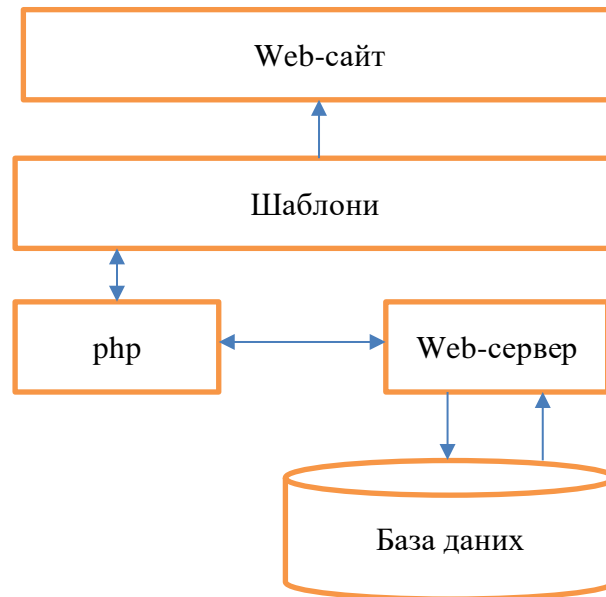 Web-сайт
Шаблони
php
Web-сервер
База даних